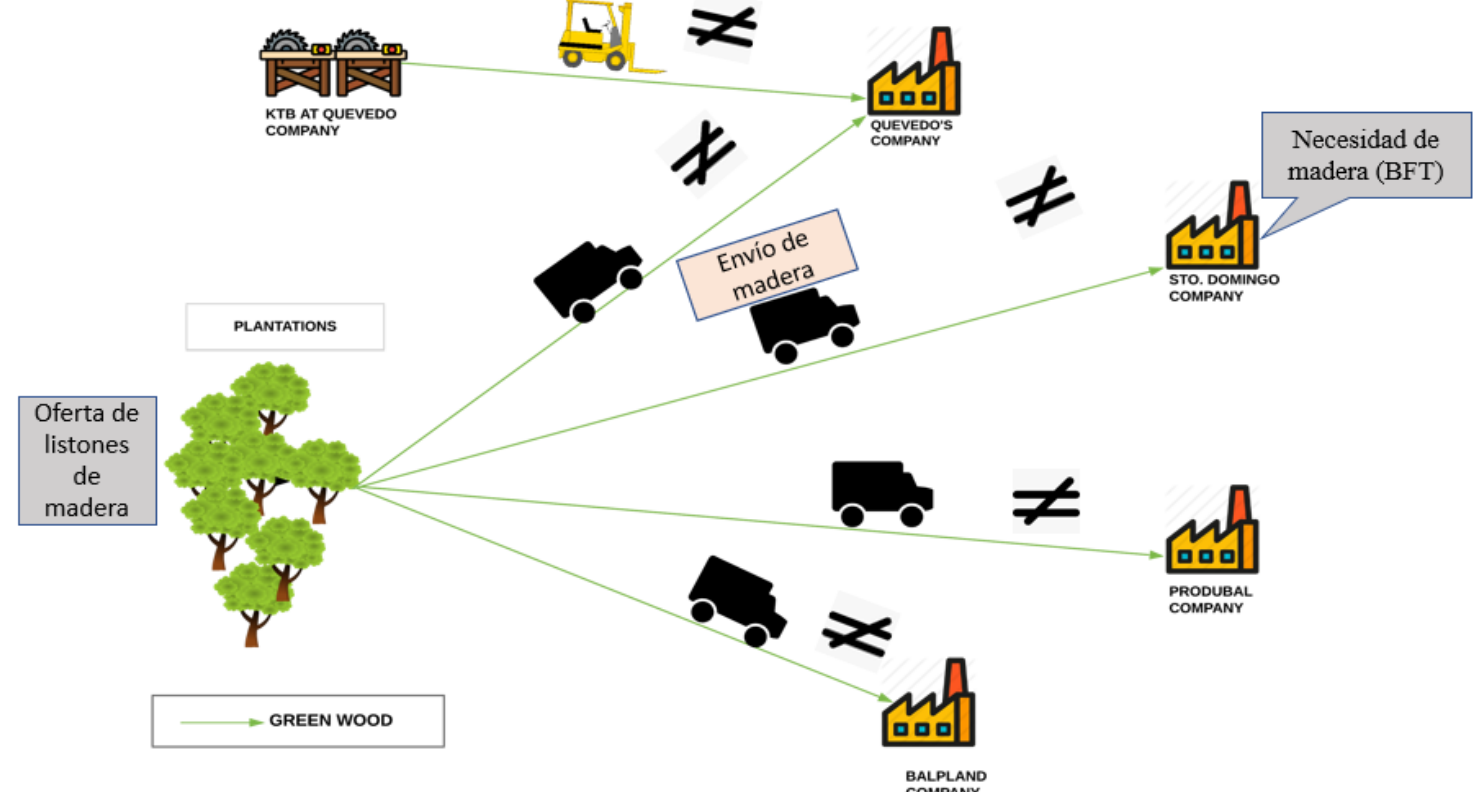 KTB AT QUEVEDO
COMPANY
QUEVEDO'S
COMPANY
Necesidad de
madera (BFT)
Envío de
madera
STO. DOMINGO
COMPANY
PLANTATIONS
Oferta de
listones
de
madera
PRODUBAL
COMPANY
GREEN WOOD
BALPLAND
COMPANY